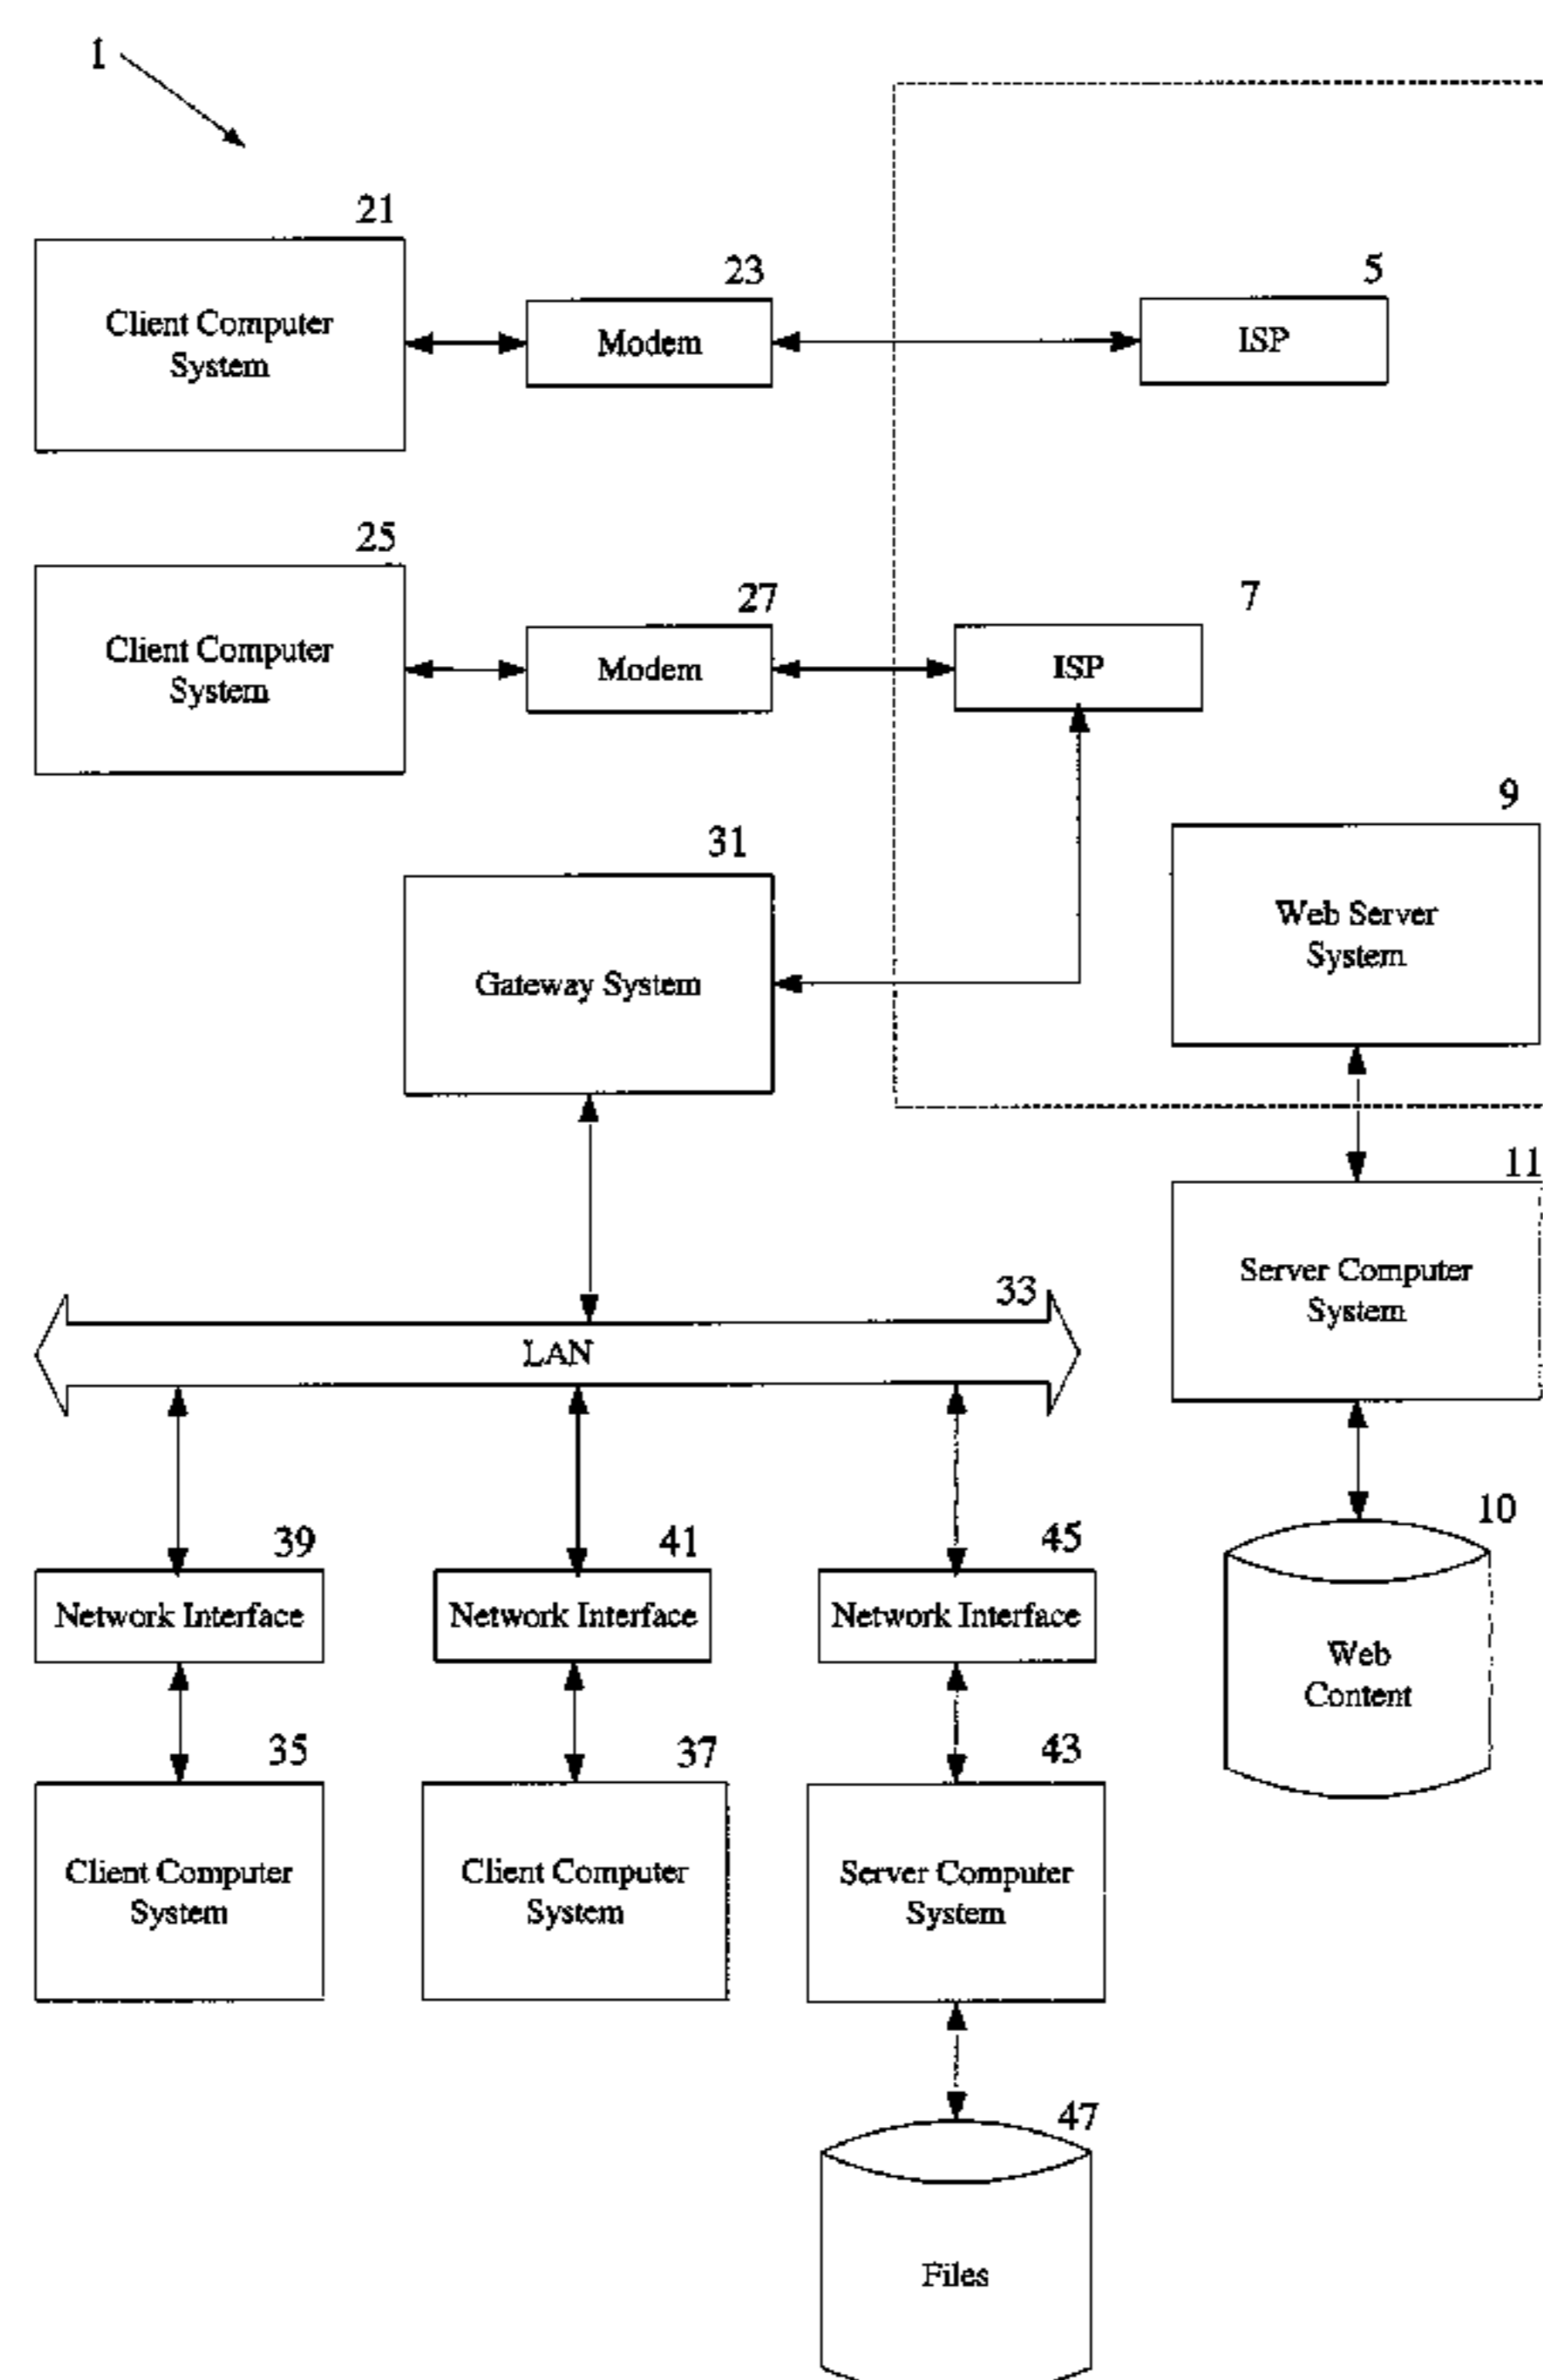 1
21
Client Computer
System
23
Modem
5
ISP
25
Client Computer
System
27
Modem
7
ISP
31
Gateway System
9
Web Server
System
11
Server Computer
System
33
LAN
10
Web
Content
39
Network Interface
41
Network Interface
45
Network Interface
35
Client Computer
System
37
Client Computer
System
43
Server Computer
System
47
Files